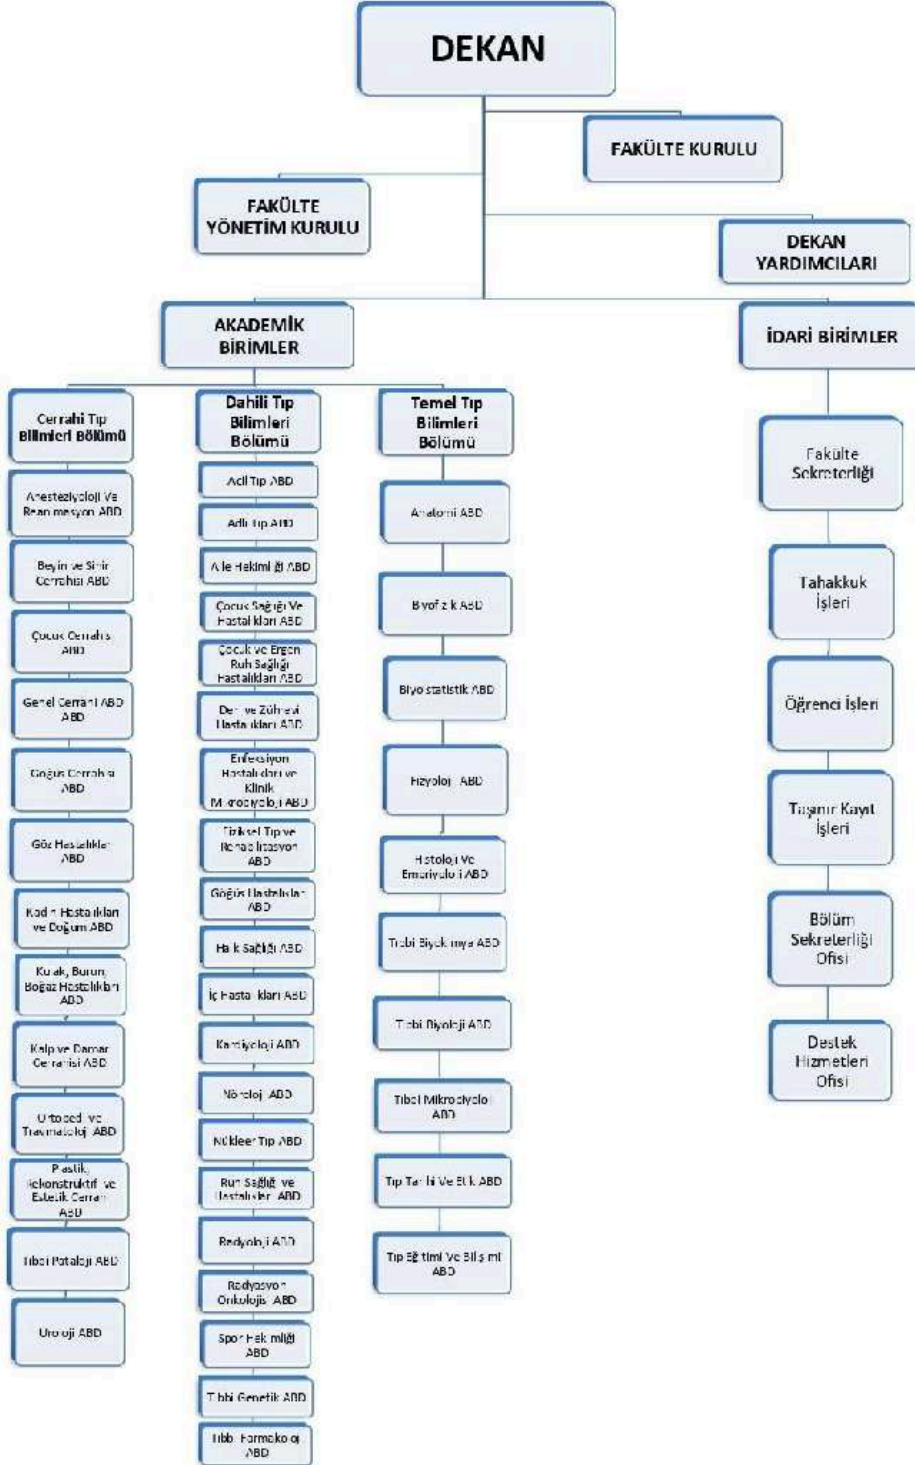 DEKAN
FAKÜLTE KURULU
FAKÜLTE
YÖNETİM KURULU
DEKAN
YARDIMCILARI
AKADEMİK
BİRİMLER
İDARİ BİRİMLER
Cerrahi Tıp
Bilimleri Bölümü
Anesteziyoloji Ve
Reanimasyon ABD
Beyin ve Sinir
Cerrahisi ABD
Çocuk Cerrahisi
ABD
Genel Cerrahi ABD
ABD
Göğüs Cerrahisi
ABD
Göz Hastalıkları
ABD
Kadın Hastalıkları
ve Doğum ABD
Kulak, Burun,
Boğaz Hastalıkları
ABD
Kalp ve Damar
Cerrahisi ABD
Ortopedi ve
Travmatoloji ABD
Plastik,
Rekonstruktif ve
Estetik Cerrahi
ABD
Tıbbi Pataloji ABD
Üroloji ABD
Dahili Tıp
Bilimleri
Bölümü
Acil Tıp ABD
Adli Tıp ABD
Aile Hekimliği ABD
Çocuk Sağlığı Ve
Hastalıkları ABD
Çocuk ve Ergen
Ruh Sağlığı
Hastalıkları ABD
Deri ve Zührevi
Hastalıkları ABD
Enfeksiyon
Hastalıkları ve
Klinik
Mikrobiyoloji ABD
Fiziksel Tıp ve
Rehabilitasyon
ABD
Göğüs Hastalıkları
ABD
Halk Sağlığı ABD
İç Hastalıkları ABD
Kardiyoloji ABD
Nöroloji ABD
Nükleer Tıp ABD
Ruh Sağlığı ve
Hastalıkları ABD
Radyoloji ABD
Radyasyon
Onkolojisi ABD
Spor Hekimliği
ABD
Tıbbi Genetik ABD
Tıbbi Farmakoloji
ABD
Temel Tıp
Bilimleri
Bölümü
Anatomi ABD
Biyofizik ABD
Biyoistatistik ABD
Fizyoloji ABD
Histoloji Ve
Embriyoloji ABD
Tıbbi Biyokimya ABD
Tıbbi Biyoloji ABD
Tıbbi Mikrobiyoloji
ABD
Tıp Tarihi Ve Etik ABD
Tıp Eğitimi Ve Bilişimi
ABD
Fakülte
Sekreterliği
Tahakkuk
İşleri
Öğrenci İşleri
Taşınır Kayıt
İşleri
Bölüm
Sekreterliği
Ofisi
Destek
Hizmetleri
Ofisi